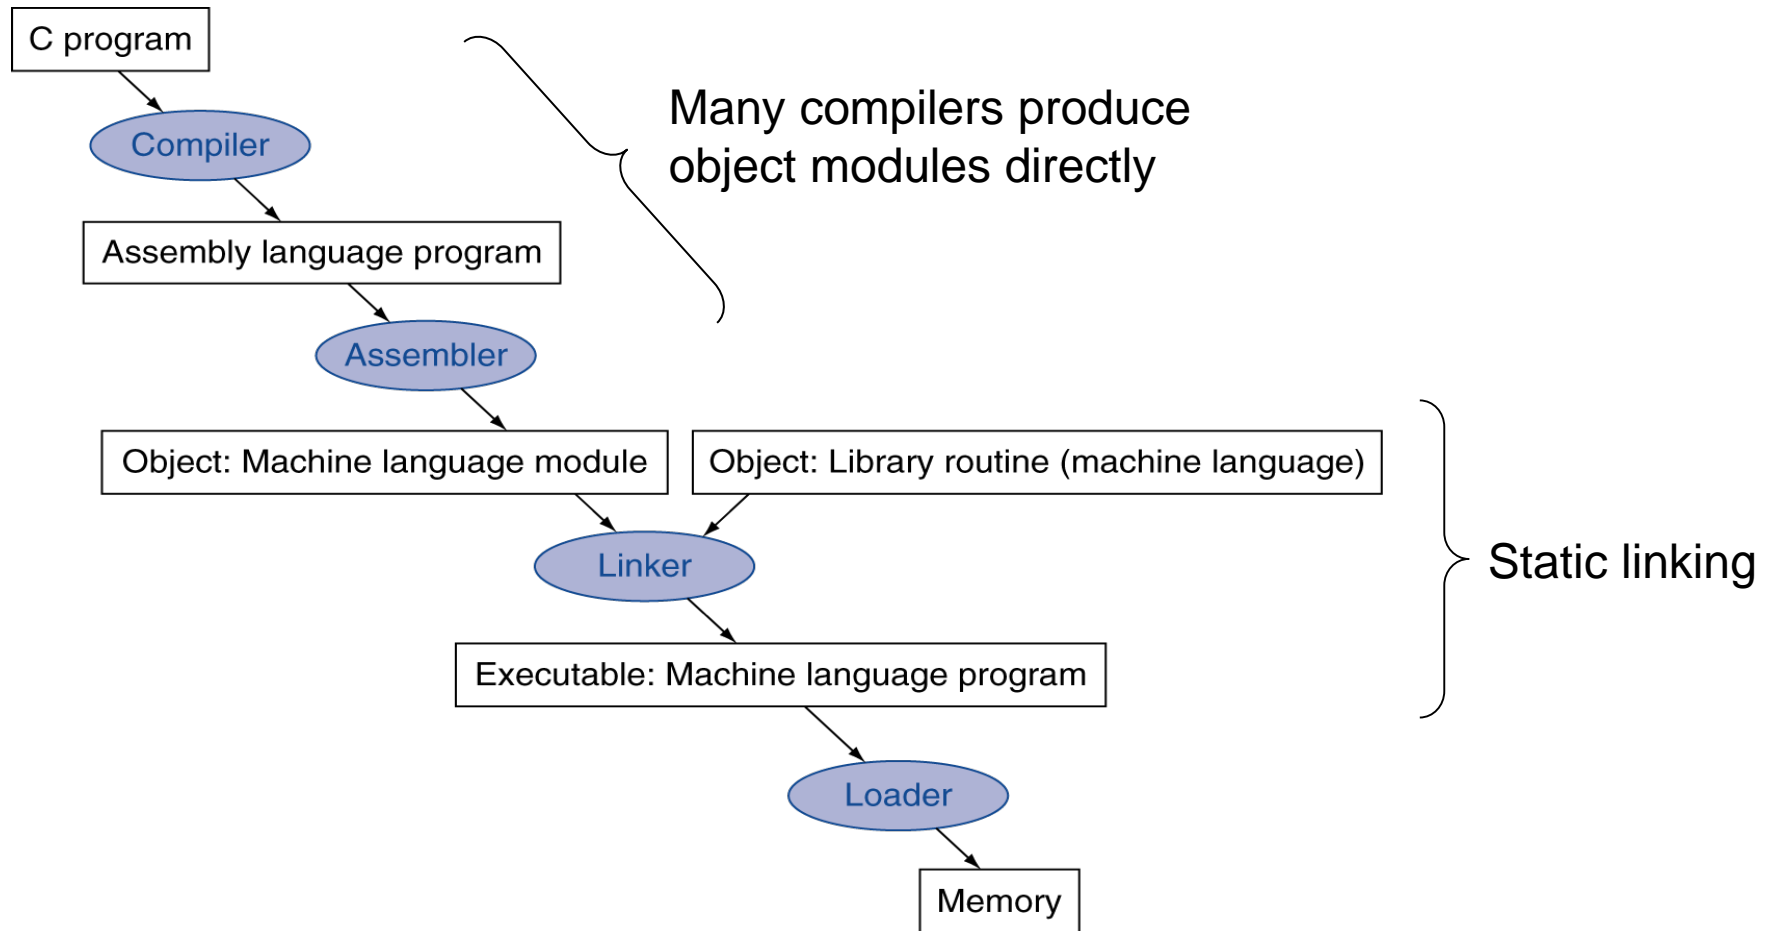 C program
Compiler
Many compilers produce
object modules directly
Assembly language program
Assembler
Object: Machine language module
Object: Library routine (machine language)
Linker
Static linking
Executable: Machine language program
Loader
Memory